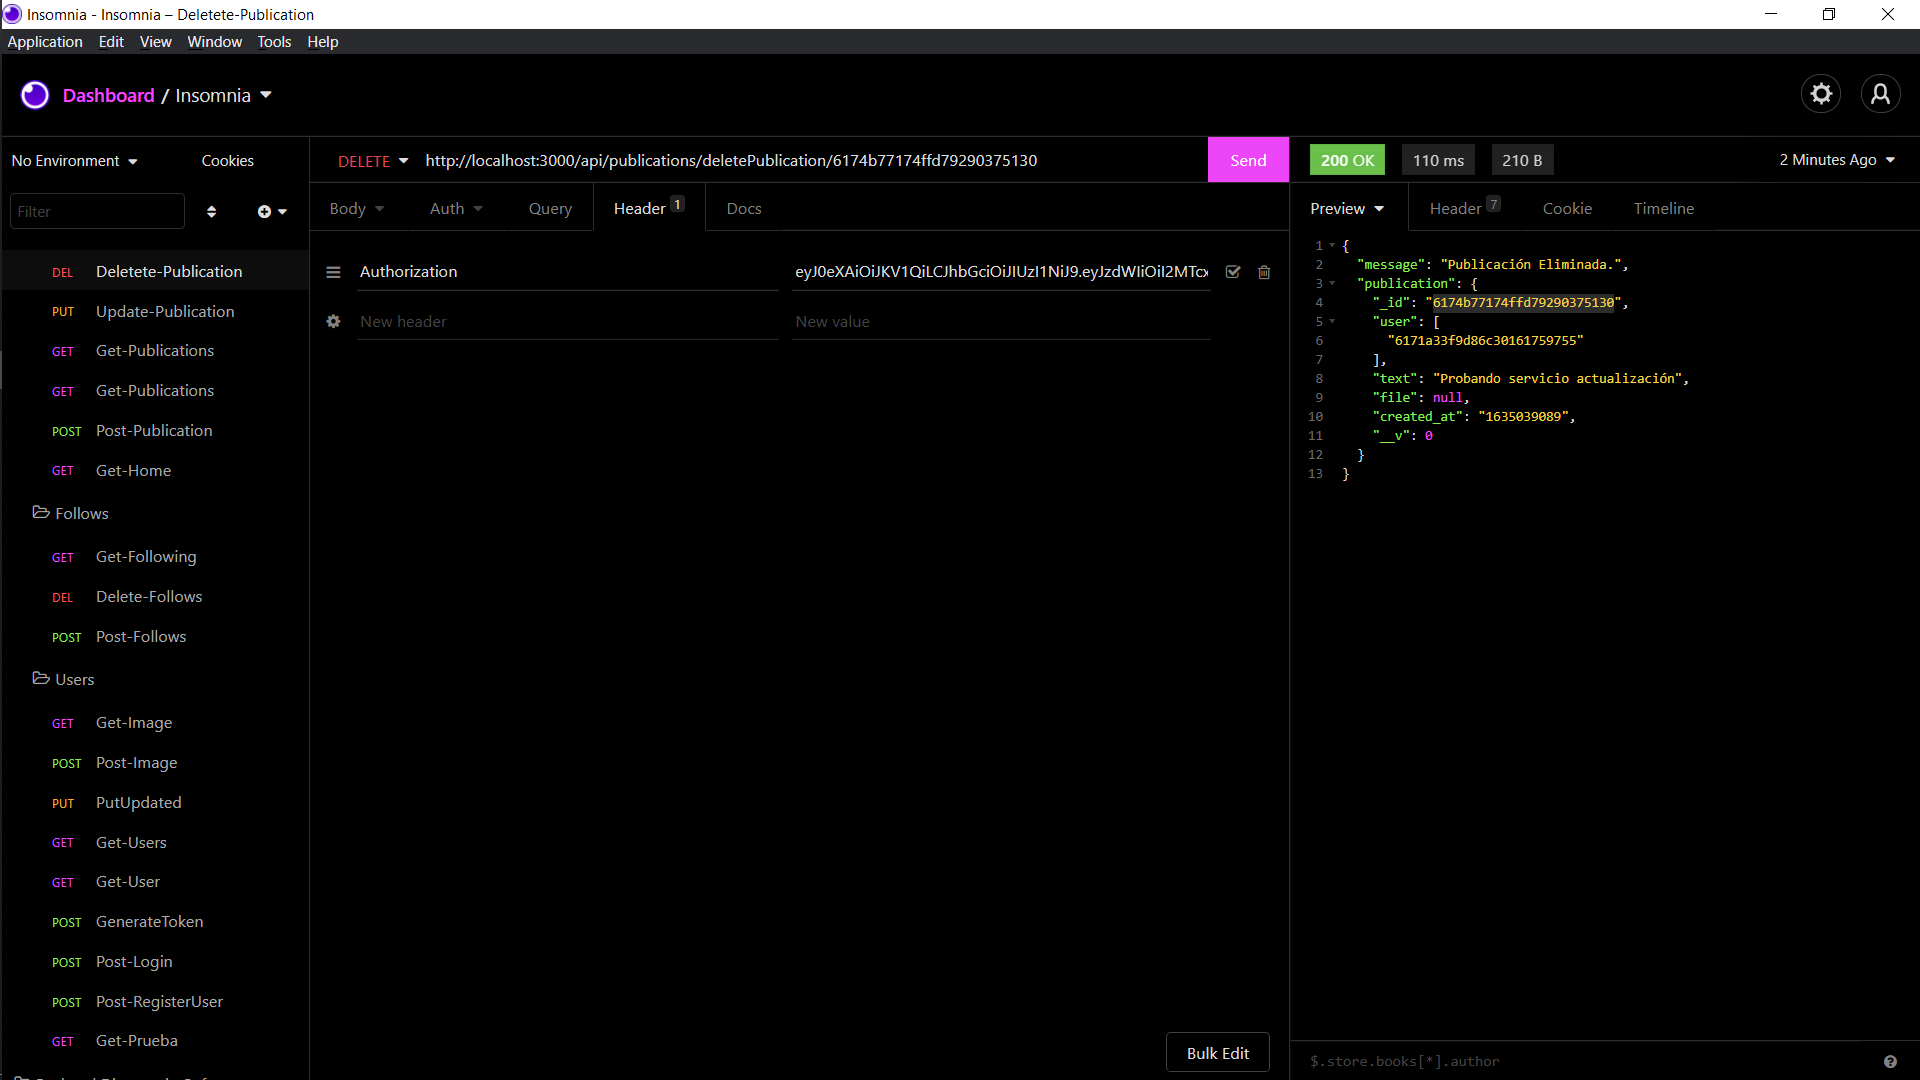 Insomnia - Insomnia – Deletete-Publication
Application Edit View Window Tools Help
Dashboard / Insomnia
No Environment Cookies
Filter
DEL Deletete-Publication
PUT Update-Publication
GET Get-Publications
GET Get-Publications
POST Post-Publication
GET Get-Home
Follows
GET Get-Following
DEL Delete-Follows
POST Post-Follows
Users
GET Get-Image
POST Post-Image
PUT PutUpdated
GET Get-Users
GET Get-User
POST GenerateToken
POST Post-Login
POST Post-RegisterUser
GET Get-Prueba
DELETE http://localhost:3000/api/publications/deletePublication/6174b77174ffd79290375130 Send
Body Auth Query Header 1 Docs
Authorization eyJ0eXAiOiJKV1QiLCJhbGciOiJIUzI1NiJ9.eyJzdWIiOiI2MTcx
New header New value
Bulk Edit
200 OK 110 ms 210 B 2 Minutes Ago
Preview Header 7 Cookie Timeline
1 {
2 "message": "Publicación Eliminada.",
3 "publication": {
4 "_id": "6174b77174ffd79290375130",
5 "user": [
6 "6171a33f9d86c30161759755"
7 ],
8 "text": "Probando servicio actualización",
9 "file": null,
10 "created_at": "1635039089",
11 "__v": 0
12 }
13 }
$.store.books[*].author